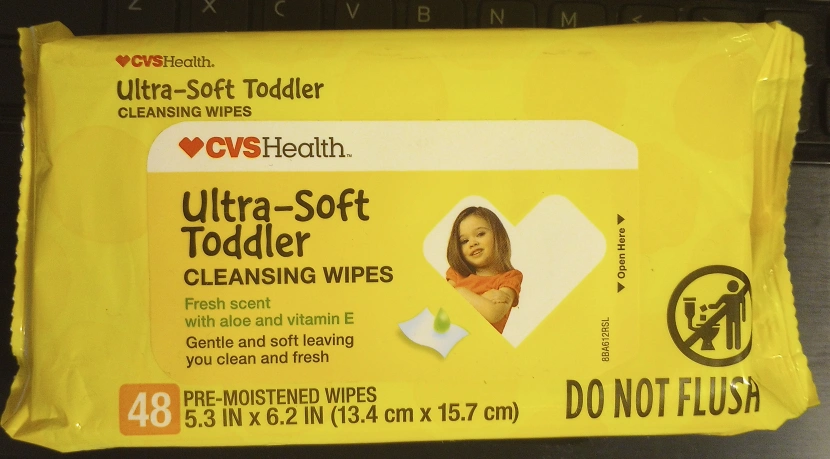 Z X C V B N M < >
CVSHealth.
Ultra-Soft Toddler
CLEANSING WIPES
CVSHealth™
Ultra-Soft
Toddler
CLEANSING WIPES
Fresh scent
with aloe and vitamin E
Gentle and soft leaving
you clean and fresh
Open Here
8BA612RSL
48 PRE-MOISTENED WIPES
5.3 IN x 6.2 IN (13.4 cm x 15.7 cm)
DO NOT FLUSH